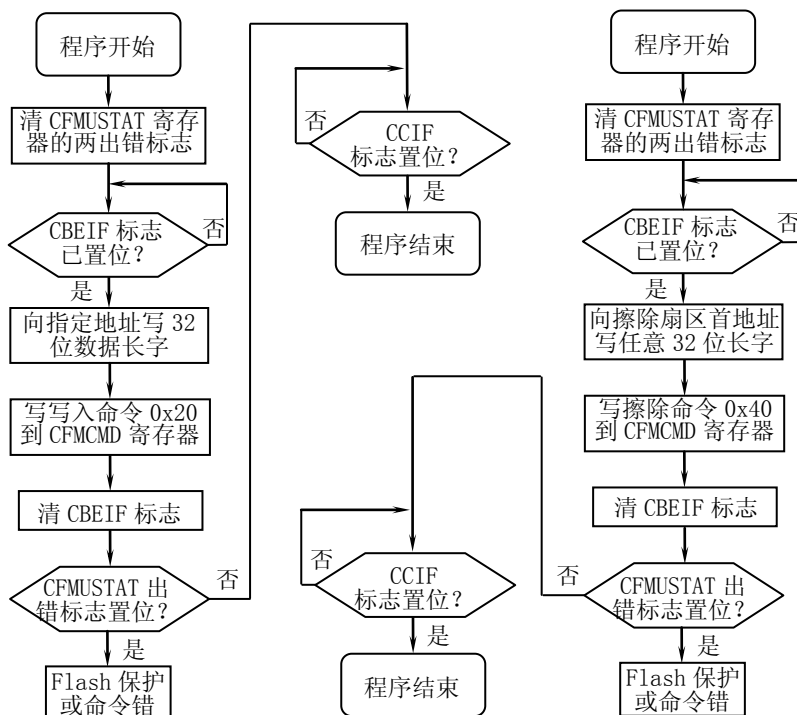 程序开始
清 CFMUSTAT 寄存
器的两出错标志
CBEIF 标志
已置位？
否
是
向指定地址写 32
位数据长字
写写入命令 0x20
到 CFMCMD 寄存器
清 CBEIF 标志
CFMUSTAT 出
错标志置位？
否
是
Flash 保护
或命令错
CCIF
标志置位？
否
是
程序结束
程序开始
清 CFMUSTAT 寄存
器的两出错标志
CBEIF 标志
已置位？
否
是
向擦除扇区首地址
写任意 32 位长字
写擦除命令 0x40
到 CFMCMD 寄存器
清 CBEIF 标志
CFMUSTAT 出
错标志置位？
否
是
Flash 保护
或命令错
CCIF
标志置位？
否
是
程序结束